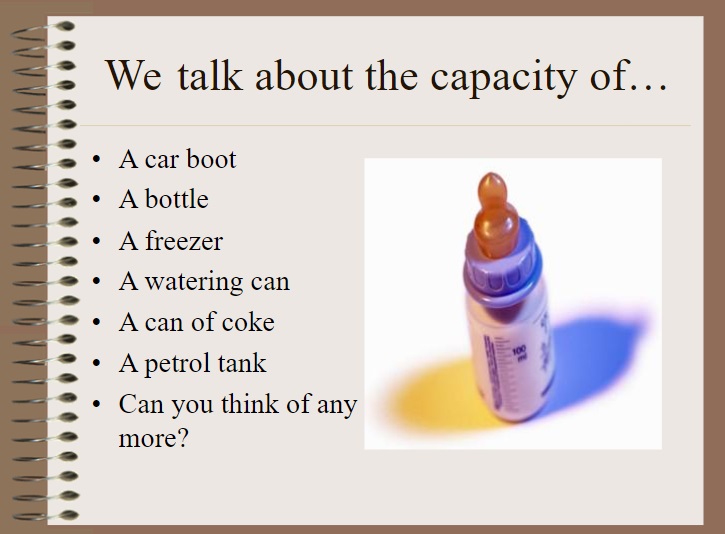 We talk about the capacity of…
• A car boot
• A bottle
• A freezer
• A watering can
• A can of coke
• A petrol tank
• Can you think of any
more?
100
ml